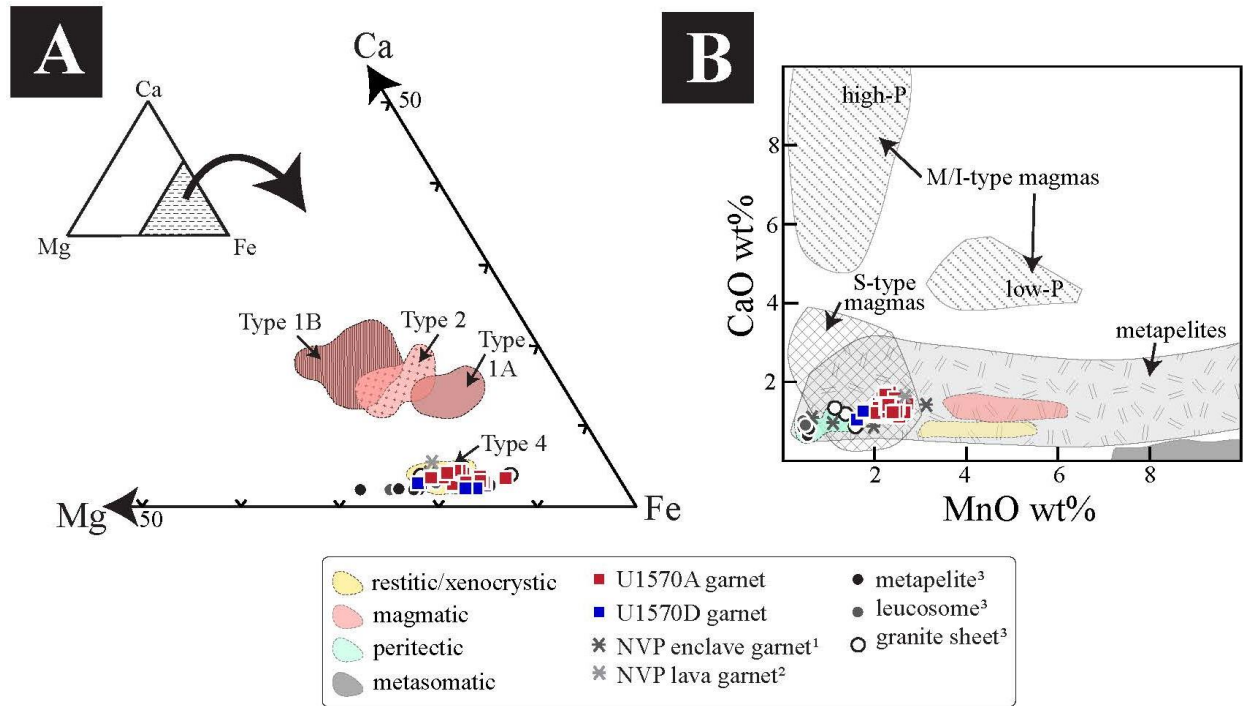 A
Ca
50
Ca
Mg
Fe
Type 1B
Type 2
Type
1A
Type 4
Mg
50
Fe
B
high-P
M/I-type magmas
low-P
S-type
magmas
metapelites
CaO wt%
8
6
4
2
2
4
6
8
MnO wt%
restitic/xenocrystic
magmatic
peritectic
metasomatic
U1570A garnet
U1570D garnet
NVP enclave garnet¹
NVP lava garnet²
metapelite³
leucosome³
granite sheet³